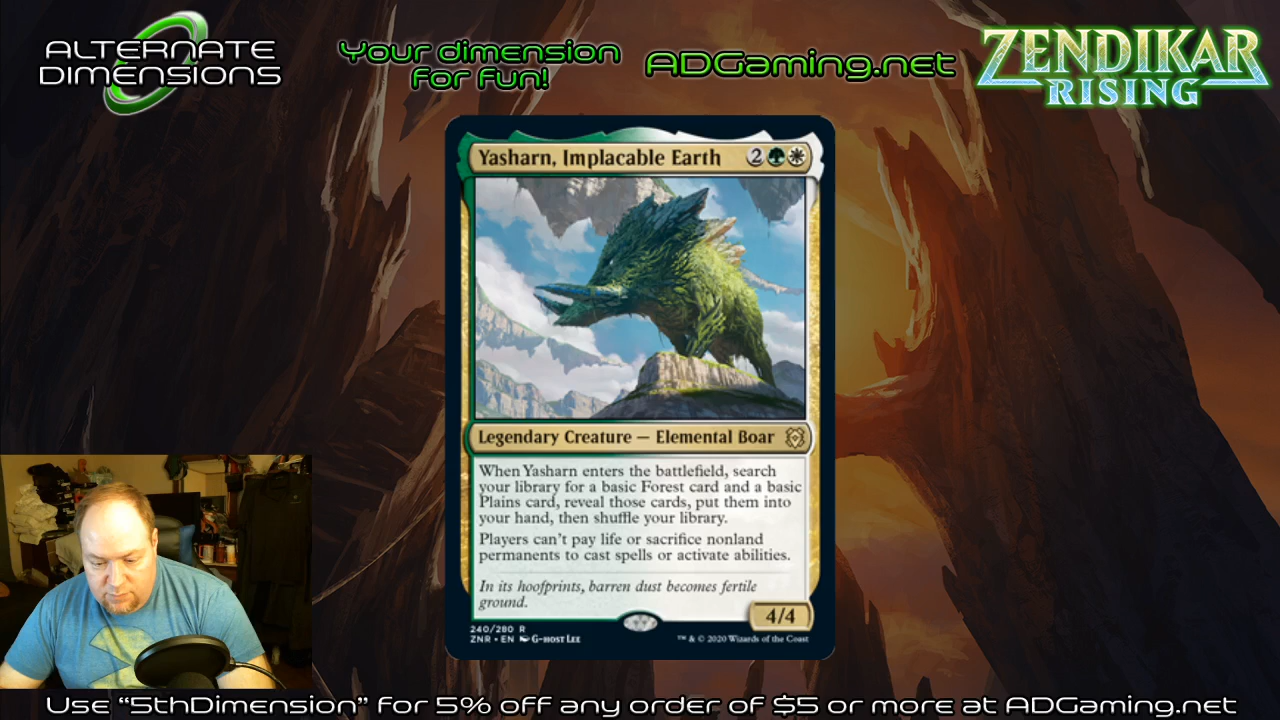 ALTERNATE
DIMENSIONS
Your dimension
for fun!
ADGaming.net
ZENDIKAR
RISING
Yasharn, Implacable Earth 2
Legendary Creature — Elemental Boar
When Yasharn enters the battlefield, search
your library for a basic Forest card and a basic
Plains card, reveal those cards, put them into
your hand, then shuffle your library.
Players can't pay life or sacrifice nonland
permanents to cast spells or activate abilities.
In its hoofprints, barren dust becomes fertile
ground.
4/4
240/280 R
ZNR • EN G-host Lee
™ & © 2020 Wizards of the Coast
Use "5thDimension" for 5% off any order of $5 or more at ADGaming.net